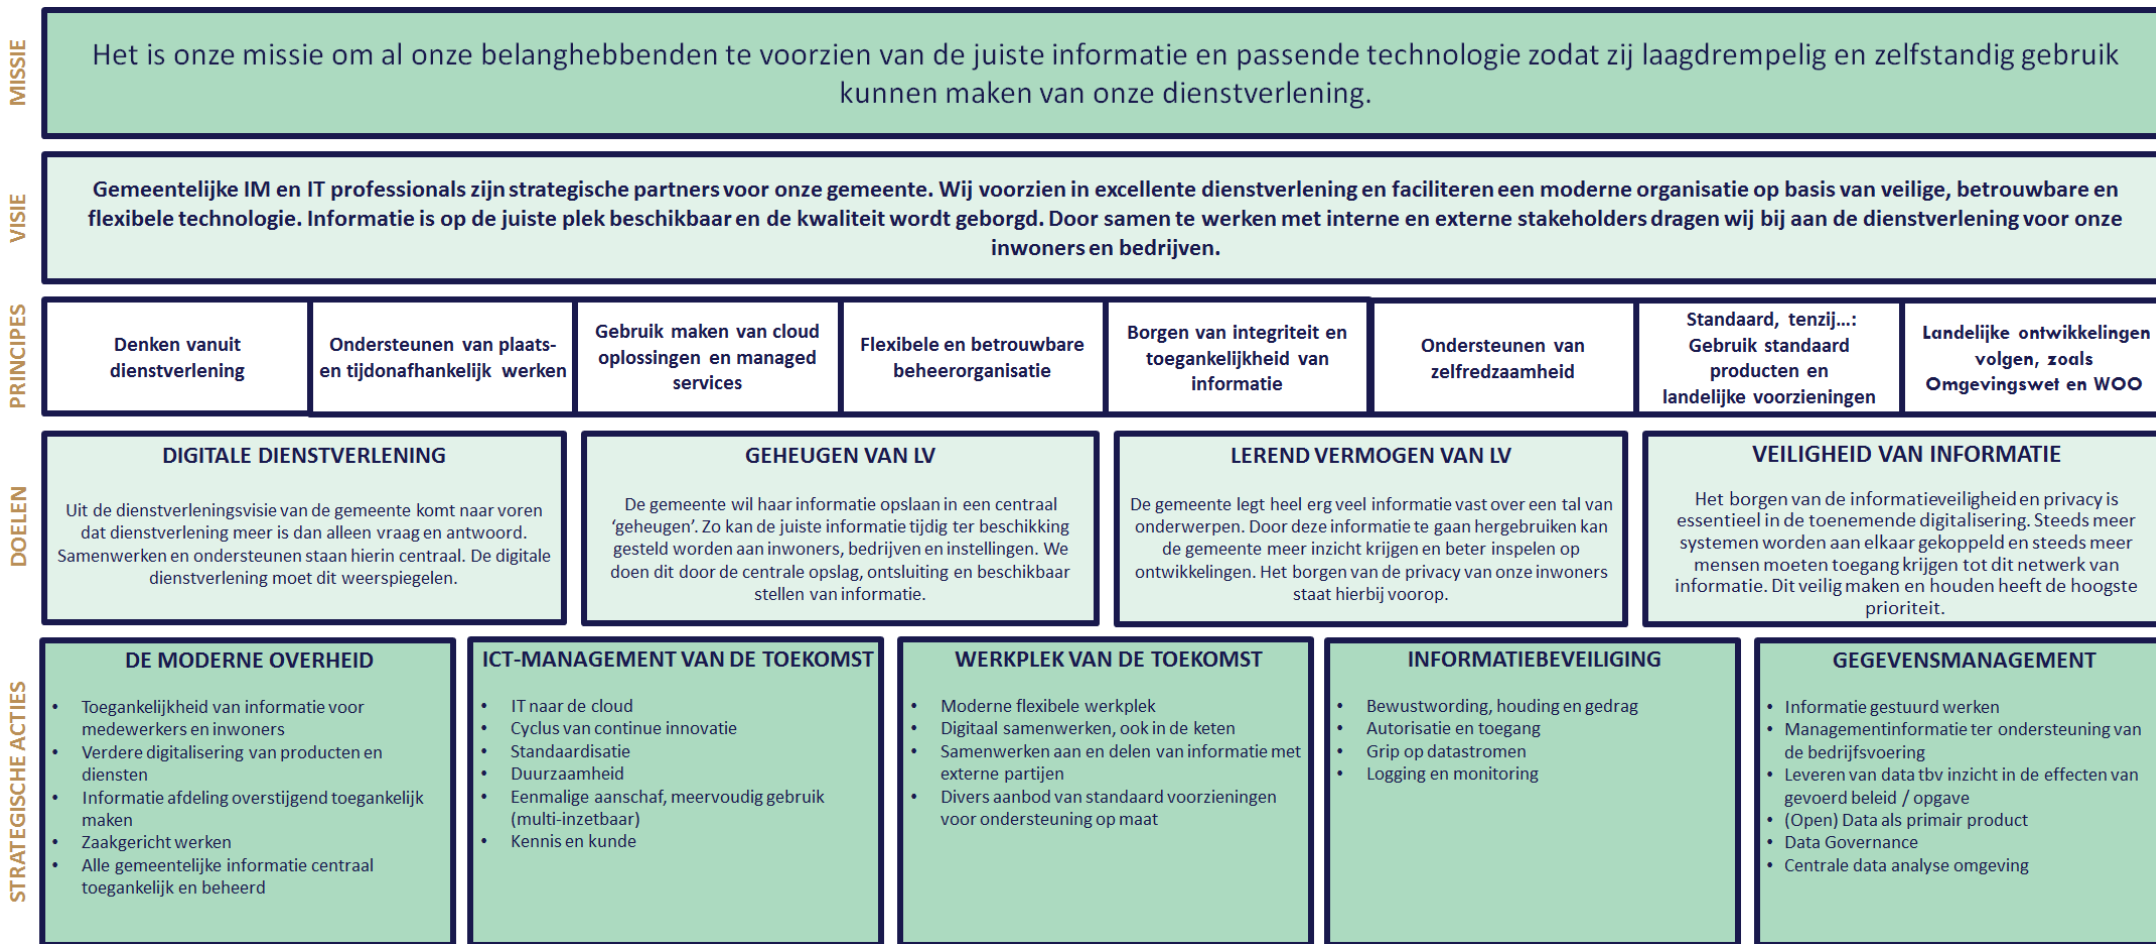 MISSIE
Het is onze missie om al onze belanghebbenden te voorzien van de juiste informatie en passende technologie zodat zij laagdrempelig en zelfstandig gebruik
kunnen maken van onze dienstverlening.
VISIE
Gemeentelijke IM en IT professionals zijn strategische partners voor onze gemeente. Wij voorzien in excellente dienstverlening en faciliteren een moderne organisatie op basis van veilige, betrouwbare en
flexibele technologie. Informatie is op de juiste plek beschikbaar en de kwaliteit wordt geborgd. Door samen te werken met interne en externe stakeholders dragen wij bij aan de dienstverlening voor onze
inwoners en bedrijven.
PRINCIPES
Denken vanuit
dienstverlening
Ondersteunen van plaats-
en tijdonafhankelijk werken
Gebruik maken van cloud
oplossingen en managed
services
Flexibele en betrouwbare
beheerorganisatie
Borgen van integriteit en
toegankelijkheid van
informatie
Ondersteunen van
zelfredzaamheid
Standaard, tenzij...:
Gebruik standaard
producten en
landelijke voorzieningen
Landelijke ontwikkelingen
volgen, zoals
Omgevingswet en WOO
DOELEN
DIGITALE DIENSTVERLENING
Uit de dienstverleningsvisie van de gemeente komt naar voren
dat dienstverlening meer is dan alleen vraag en antwoord.
Samenwerken en ondersteunen staan hierin centraal. De digitale
dienstverlening moet dit weerspiegelen.
GEHEUGEN VAN LV
De gemeente wil haar informatie opslaan in een centraal
‘geheugen’. Zo kan de juiste informatie tijdig ter beschikking
gesteld worden aan inwoners, bedrijven en instellingen. We
doen dit door de centrale opslag, ontsluiting en beschikbaar
stellen van informatie.
LEREND VERMOGEN VAN LV
De gemeente legt heel erg veel informatie vast over een tal van
onderwerpen. Door deze informatie te gaan hergebruiken kan
de gemeente meer inzicht krijgen en beter inspelen op
ontwikkelingen. Het borgen van de privacy van onze inwoners
staat hierbij voorop.
VEILIGHEID VAN INFORMATIE
Het borgen van de informatieveiligheid en privacy is
essentieel in de toenemende digitalisering. Steeds meer
systemen worden aan elkaar gekoppeld en steeds meer
mensen moeten toegang krijgen tot dit netwerk van
informatie. Dit veilig maken en houden heeft de hoogste
prioriteit.
STRATEGISCHE ACTIES
DE MODERNE OVERHEID
• Toegankelijkheid van informatie voor
medewerkers en inwoners
• Verdere digitalisering van producten en
diensten
• Informatie afdeling overstijgend toegankelijk
maken
• Zaakgericht werken
• Alle gemeentelijke informatie centraal
toegankelijk en beheerd
ICT-MANAGEMENT VAN DE TOEKOMST
• IT naar de cloud
• Cyclus van continue innovatie
• Standaardisatie
• Duurzaamheid
• Eenmalige aanschaf, meervoudig gebruik
(multi-inzetbaar)
• Kennis en kunde
WERKPLEK VAN DE TOEKOMST
• Moderne flexibele werkplek
• Digitaal samenwerken, ook in de keten
• Samenwerken aan en delen van informatie met
externe partijen
• Divers aanbod van standaard voorzieningen
voor ondersteuning op maat
INFORMATIEBEVEILIGING
• Bewustwording, houding en gedrag
• Autorisatie en toegang
• Grip op datastromen
• Logging en monitoring
GEGEVENSMANAGEMENT
• Informatie gestuurd werken
• Managementinformatie ter ondersteuning van
de bedrijfsvoering
• Leveren van data tbv inzicht in de effecten van
gevoerd beleid / opgave
• (Open) Data als primair product
• Data Governance
• Centrale data analyse omgeving